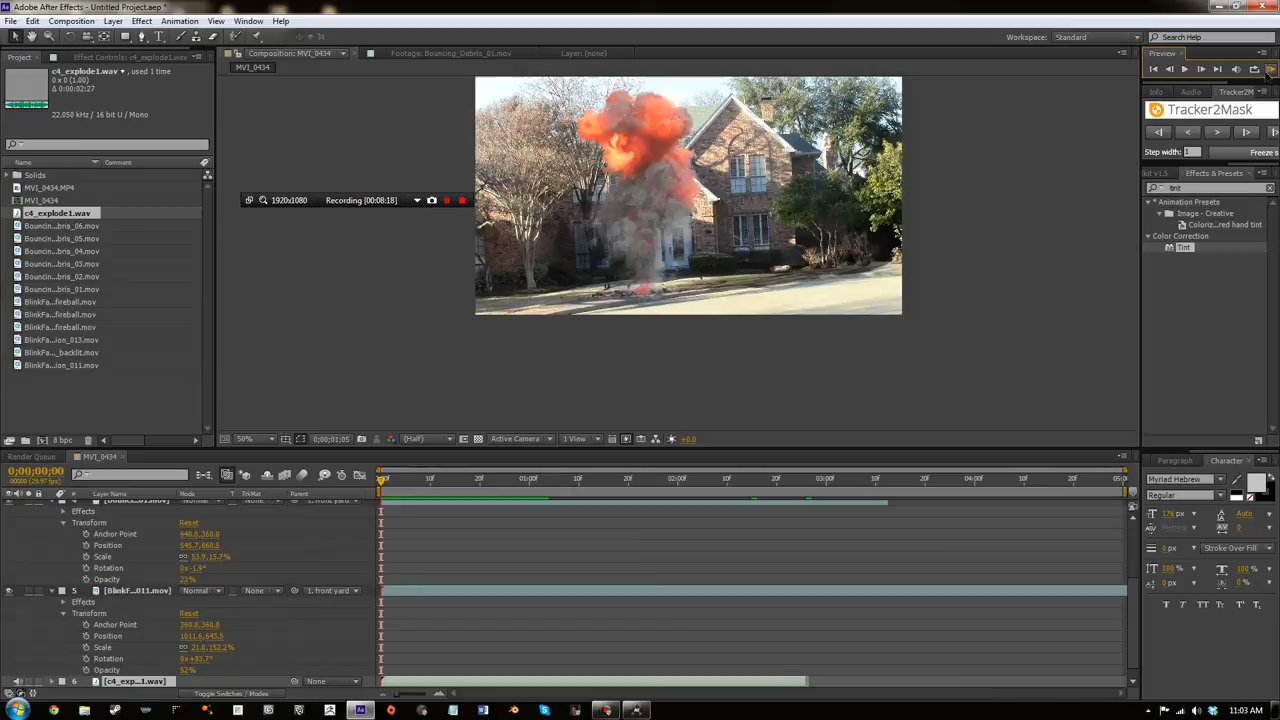 Adobe After Effects - Untitled Project.aep *
File Edit Composition Layer Effect Animation View Window Help
Workspace: Standard Search Help
Project Effect Controls: c4_explode1.wav
Composition: MVI_0434 Footage: Bouncing_Debris_01.mov Layer: (none)
Preview
MVI_0434
c4_explode1.wav , used 1 time
0 x 0 (1.00)
Δ 0:00:02:27
22.050 kHz / 16 bit U / Mono
Info Audio Tracker2M
Tracker2Mask
Step width: 1 Freeze s
kit v1.5 Effects & Presets
tint
* Animation Presets
Image - Creative
Coloriz...red hand tint
Color Correction
Tint
Name Comment
Solids
MVI_0434.MP4
MVI_0434
c4_explode1.wav
Bouncin...bris_06.mov
Bouncin...bris_05.mov
Bouncin...bris_04.mov
Bouncin...bris_03.mov
Bouncin...bris_02.mov
Bouncin...bris_01.mov
BlinkFa...fireball.mov
BlinkFa...fireball.mov
BlinkFa...fireball.mov
BlinkFa...ion_013.mov
BlinkFa..._backlit.mov
BlinkFa...ion_011.mov
1920x1080 Recording [00:08:18]
8 bpc
50% 0;00;01;05 (Half) Active Camera 1 View +0.0
Render Queue MVI_0434
0;00;00;00
00000 (29.97 fps)
# Layer Name Mode T TrkMat Parent
10f 20f 01:00f 10f 20f 02:00f 10f 20f 03:00f 10f 20f 04:00f 10f 20f 05:0
Effects
Transform Reset
Anchor Point 640.0,360.0
Position 545.7,660.5
Scale 53.9,15.7%
Rotation 0x-1.9°
Opacity 23%
5 [BlinkF...011.mov] Normal None 1. front yard
Effects
Transform Reset
Anchor Point 360.0,360.0
Position 1011.6,643.5
Scale 21.0,152.2%
Rotation 0x+83.7°
Opacity 52%
6 [c4_exp...1.wav] None
Toggle Switches / Modes
Paragraph Character
Myriad Hebrew
Regular
176 px Auto
Metrics 0
0 px Stroke Over Fill
100 % 100 %
0 px 0 %
T T TT Tt T' T,
11:03 AM